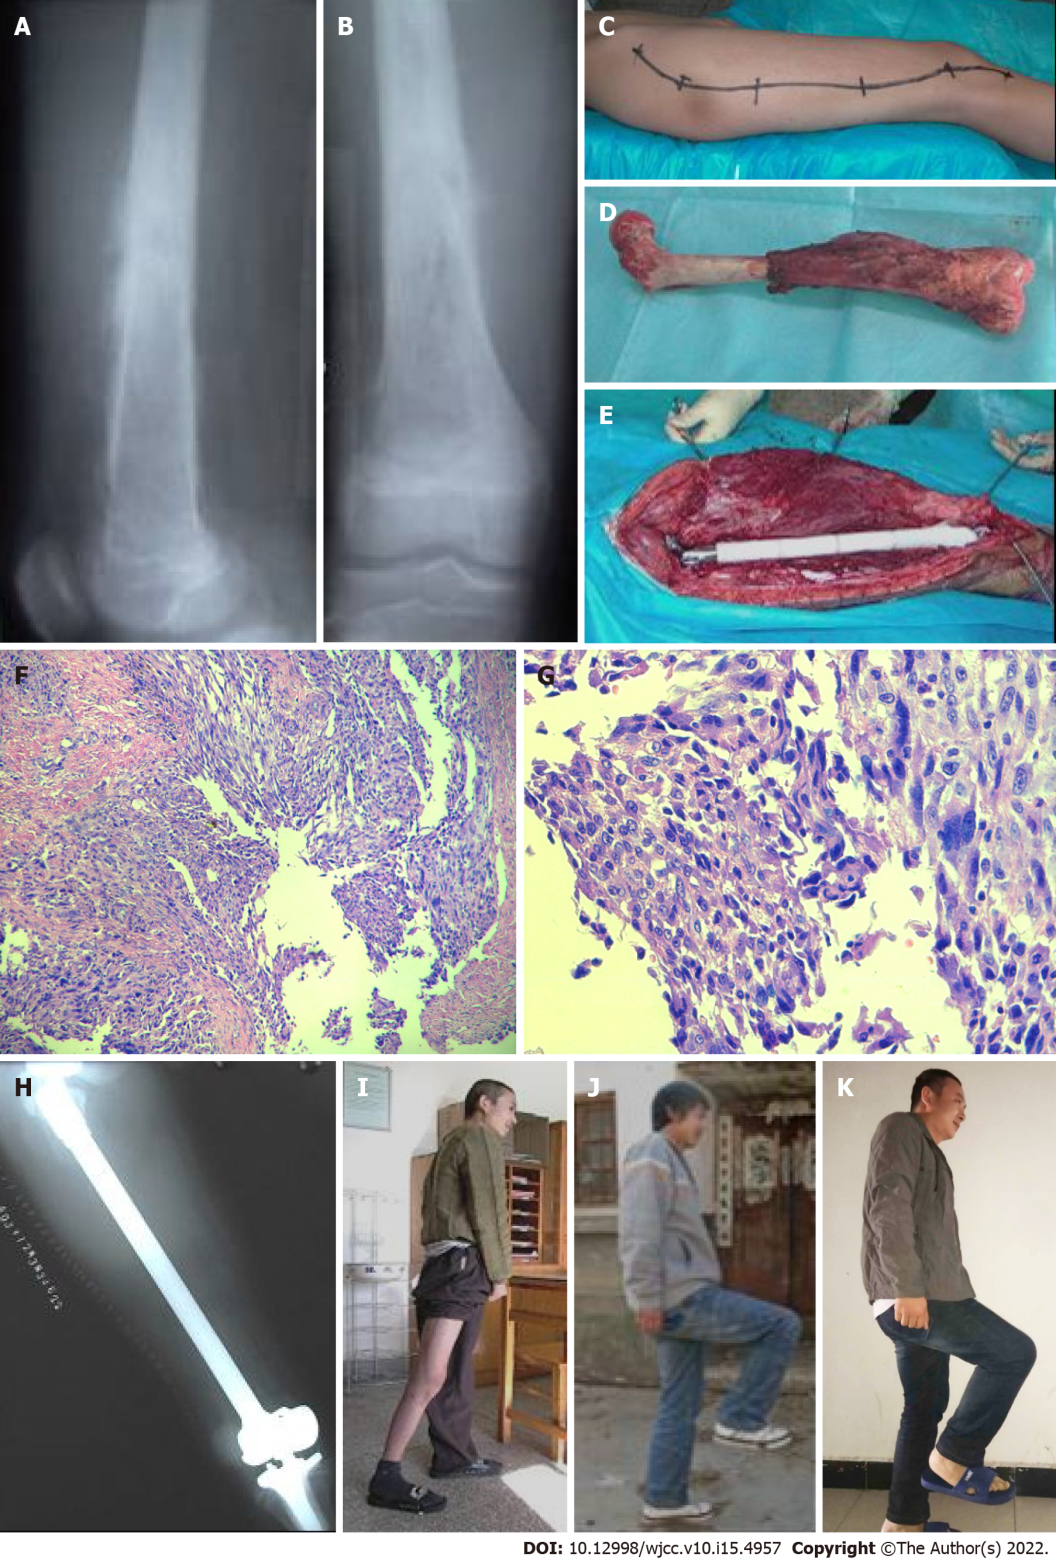 A
B
C
D
E
F
G
H
I
J
K
DOI: 10.12998/wjcc.v10.i15.4957 Copyright ©The Author(s) 2022.